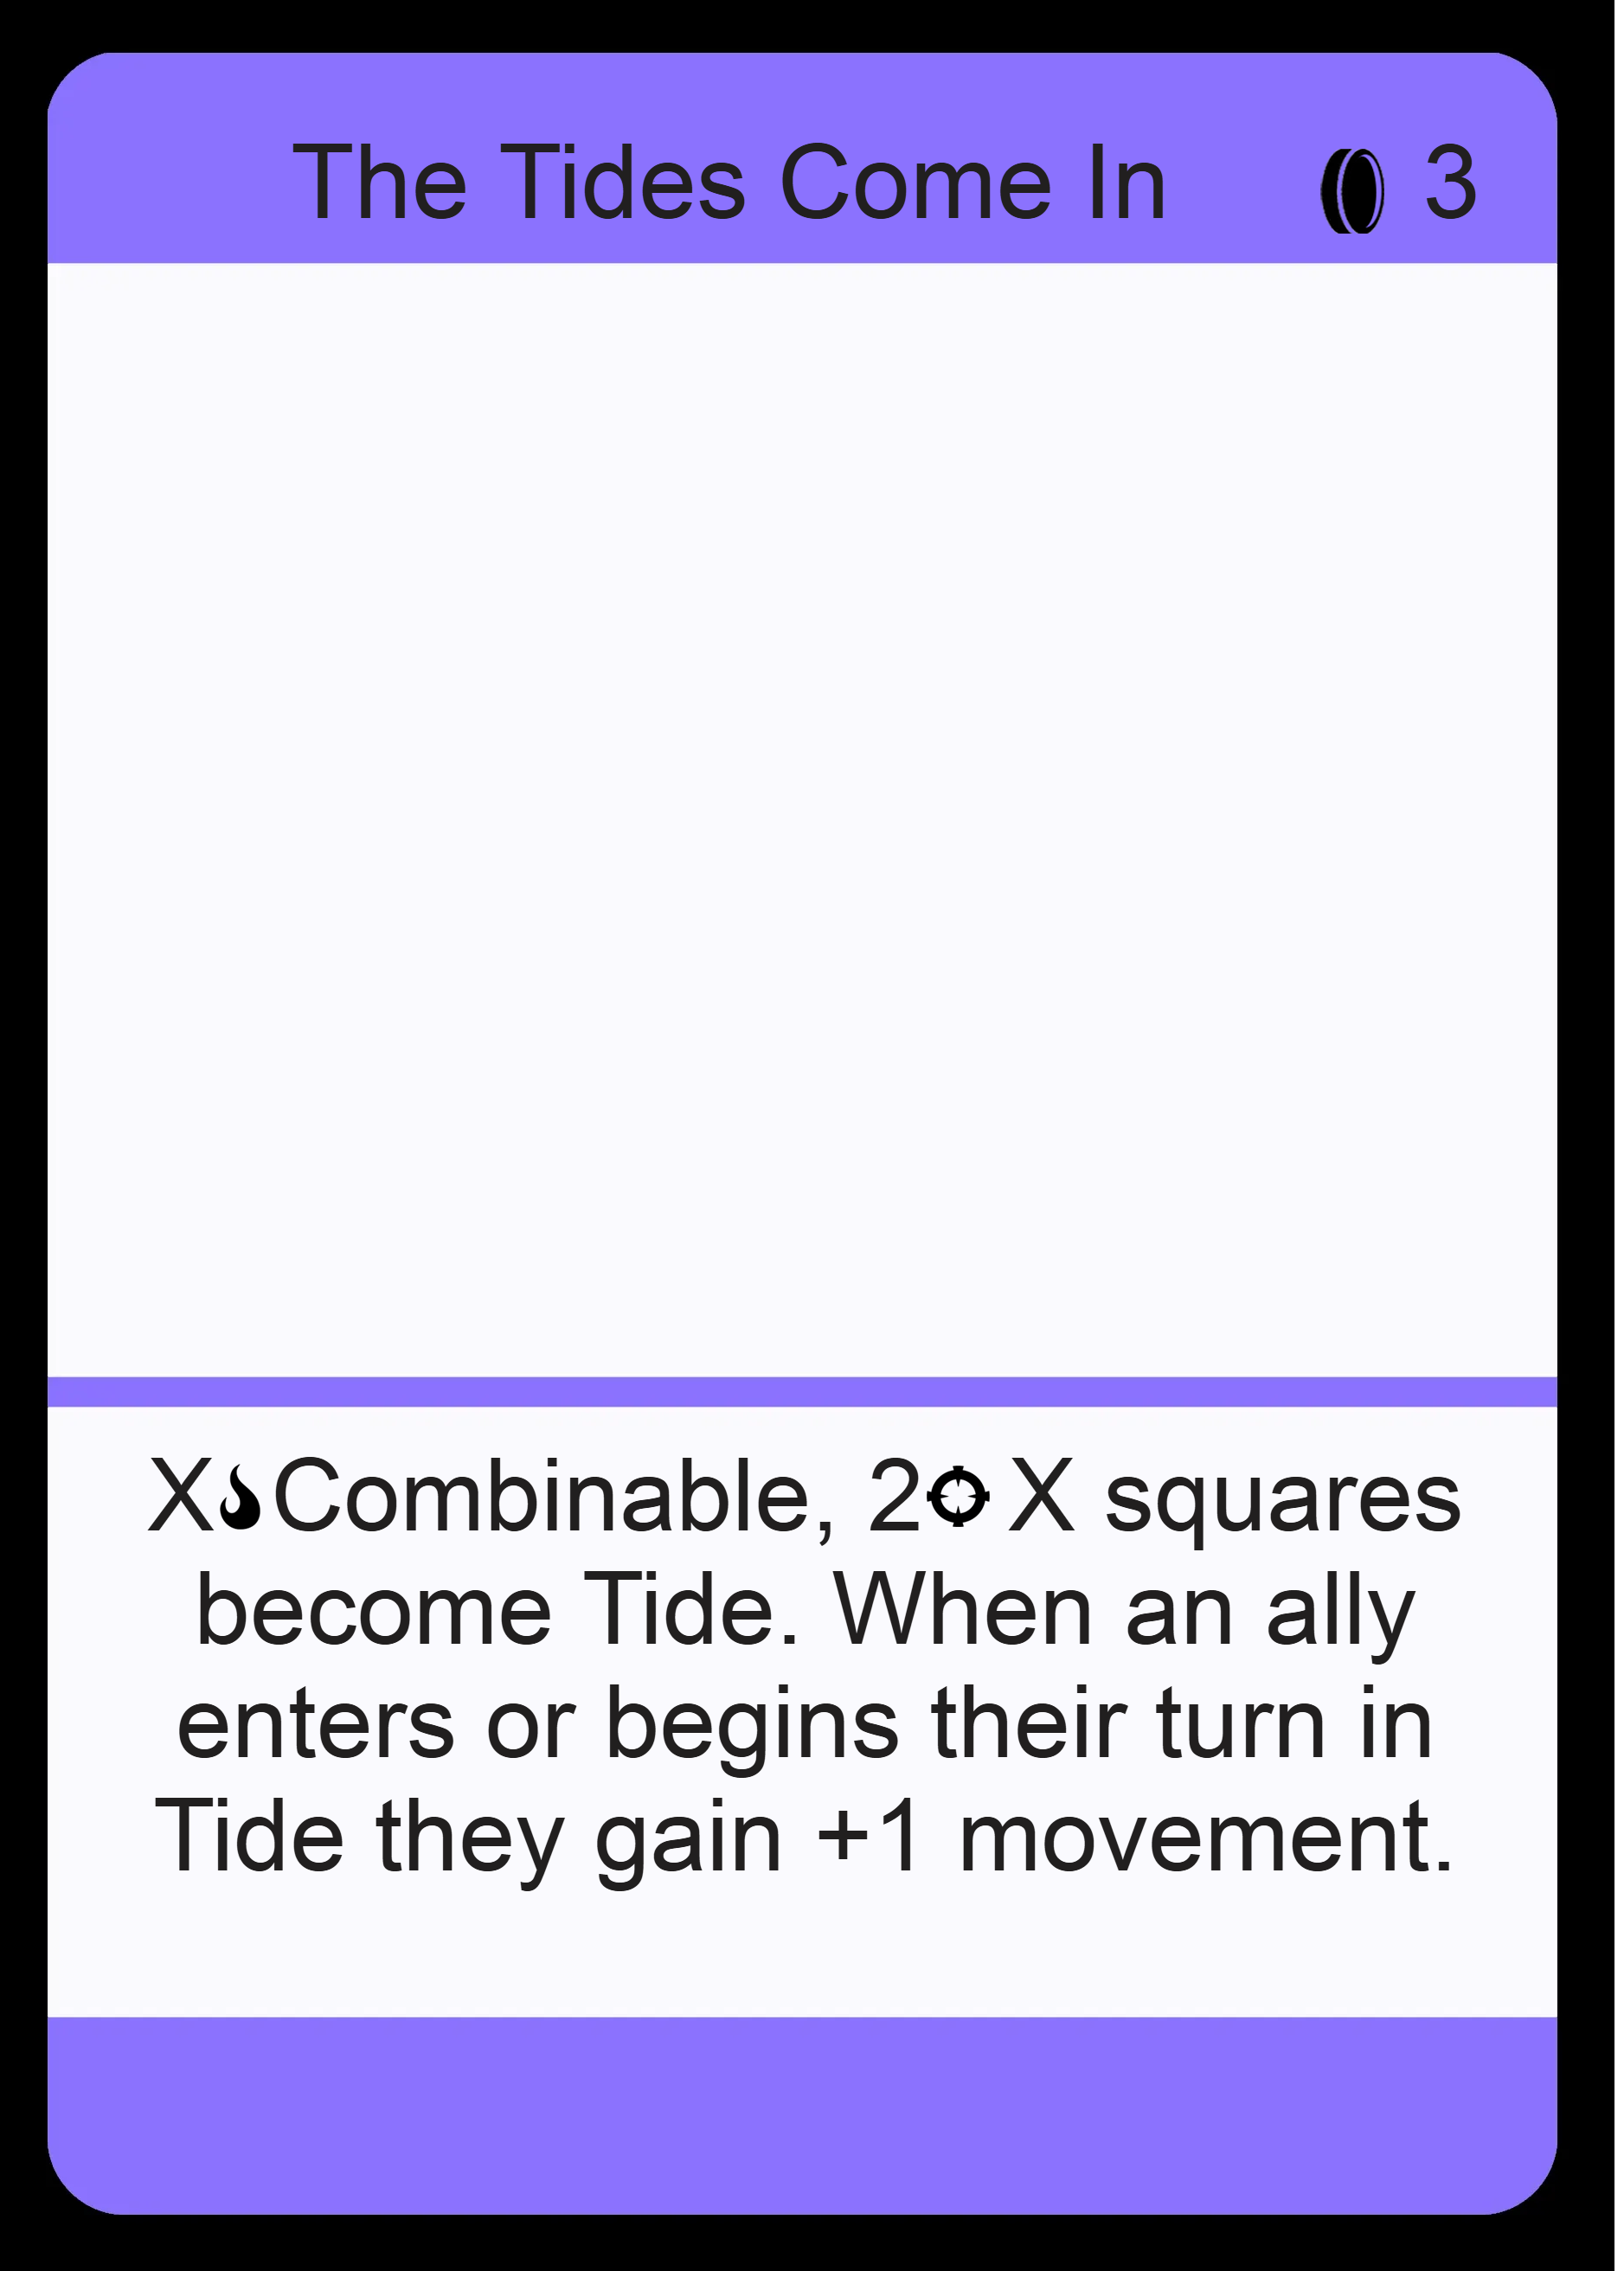 The Tides Come In 3
X Combinable, 2 X squares
become Tide. When an ally
enters or begins their turn in
Tide they gain +1 movement.